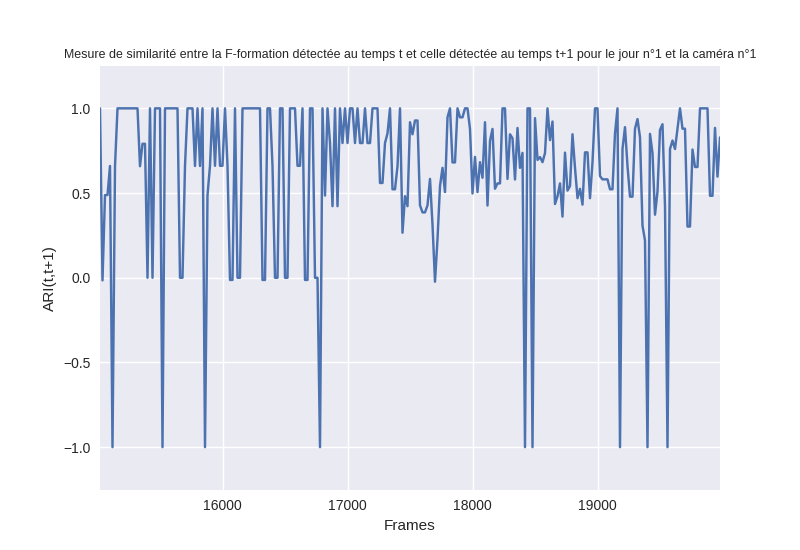 Mesure de similarité entre la F-formation détectée au temps t et celle détectée au temps t+1 pour le jour n°1 et la caméra n°1
1.0
0.5
0.0
−0.5
−1.0
ARI(t,t+1)
16000 17000 18000 19000
Frames